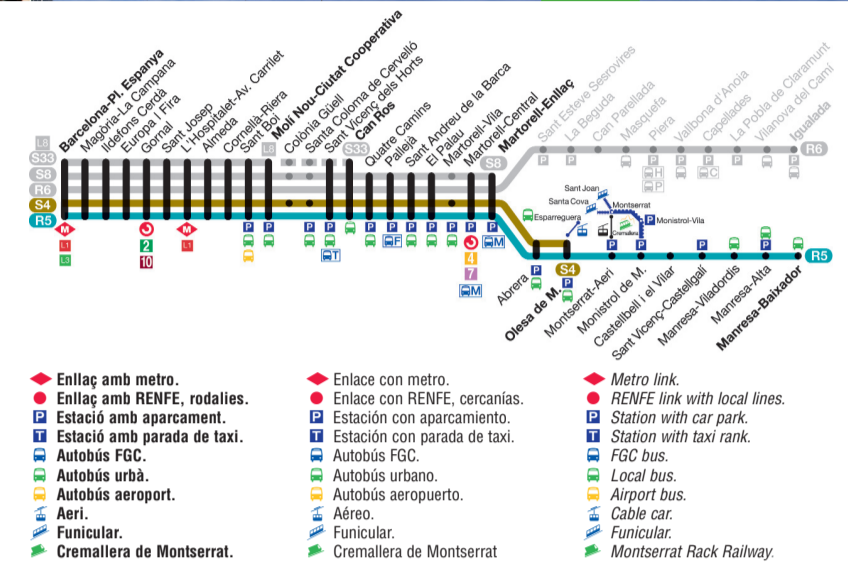 Barcelona-Pl. Espanya
Magòria-La Campana
Ildefons Cerdà
Europa I Fira
Gornal
Sant Josep
L'Hospitalet-Av. Carrilet
Almeda
Cornellà-Riera
Sant Boi
Molí Nou-Ciutat Cooperativa
Colònia Güell
Santa Coloma de Cervelló
Sant Vicenç dels Horts
Can Ros
Quatre Camins
Pallejà
Sant Andreu de la Barca
El Palau
Martorell-Vila
Martorell-Central
Martorell-Enllaç
Sant Esteve Sesrovires
La Beguda
Can Parellada
Masquefa
Piera
Vallbona d'Anoia
Capellades
La Pobla de Claramunt
Vilanova del Camí
Igualada
L8
S33
S8
R6
S4
R5
L8
S33
S8
R6
M
L1
L3
2
10
M
L1
P
P
P
P
T
P
P
F
P
P
P
P
4
7
M
P
M
P
P
P
P
H
P
P
P
C
P
P
P
Sant Joan
Santa Cova
Montserrat
Esparreguera
Cremallera
P
Monistrol-Vila
P
S4
P
P
P
P
P
R5
Abrera
Olesa de M.
Montserrat-Aeri
Monistrol de M.
Castellbell i el Vilar
Sant Vicenç-Castellgalí
Manresa-Viladordis
Manresa-Alta
Manresa-Baixador
Enllaç amb metro.
Enllaç amb RENFE, rodalies.
P Estació amb aparcament.
T Estació amb parada de taxi.
Autobús FGC.
Autobús urbà.
Autobús aeroport.
Aeri.
Funicular.
Cremallera de Montserrat.
Enlace con metro.
Enlace con RENFE, cercanías.
P Estación con aparcamiento.
T Estación con parada de taxi.
Autobús FGC.
Autobús urbano.
Autobús aeropuerto.
Aéreo.
Funicular.
Cremallera de Montserrat
Metro link.
RENFE link with local lines.
P Station with car park.
T Station with taxi rank.
FGC bus.
Local bus.
Airport bus.
Cable car.
Funicular.
Montserrat Rack Railway.